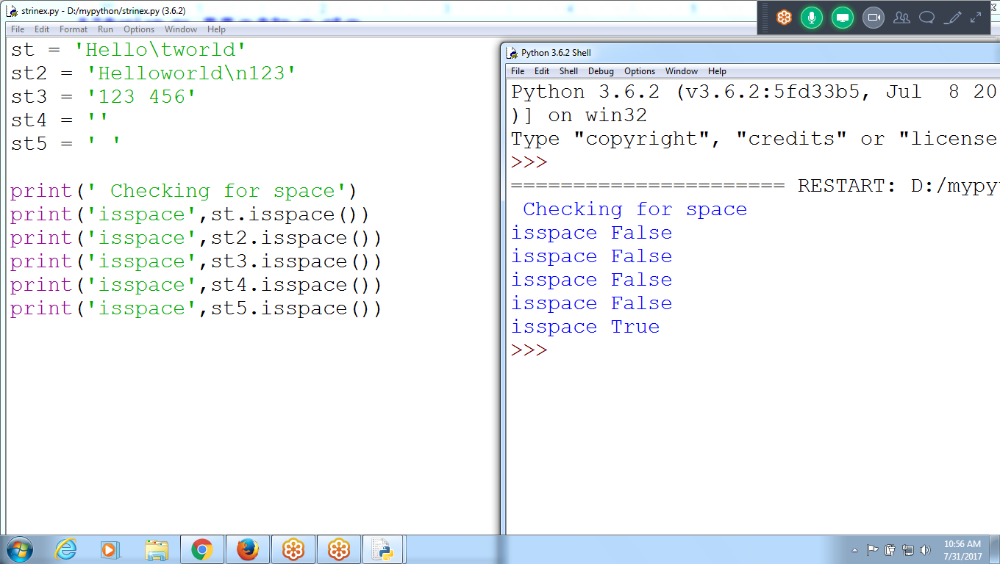 strinex.py - D:/mypython/strinex.py (3.6.2)
File Edit Format Run Options Window Help
st = 'Hello\tworld'
st2 = 'Helloworld\n123'
st3 = '123 456'
st4 = ''
st5 = ' '
print(' Checking for space')
print('isspace',st.isspace())
print('isspace',st2.isspace())
print('isspace',st3.isspace())
print('isspace',st4.isspace())
print('isspace',st5.isspace())
Python 3.6.2 Shell
File Edit Shell Debug Options Window Help
Python 3.6.2 (v3.6.2:5fd33b5, Jul  8 20
)] on win32
Type "copyright", "credits" or "license
>>>
====================== RESTART: D:/mypy
 Checking for space
isspace False
isspace False
isspace False
isspace False
isspace True
>>>
10:56 AM
7/31/2017